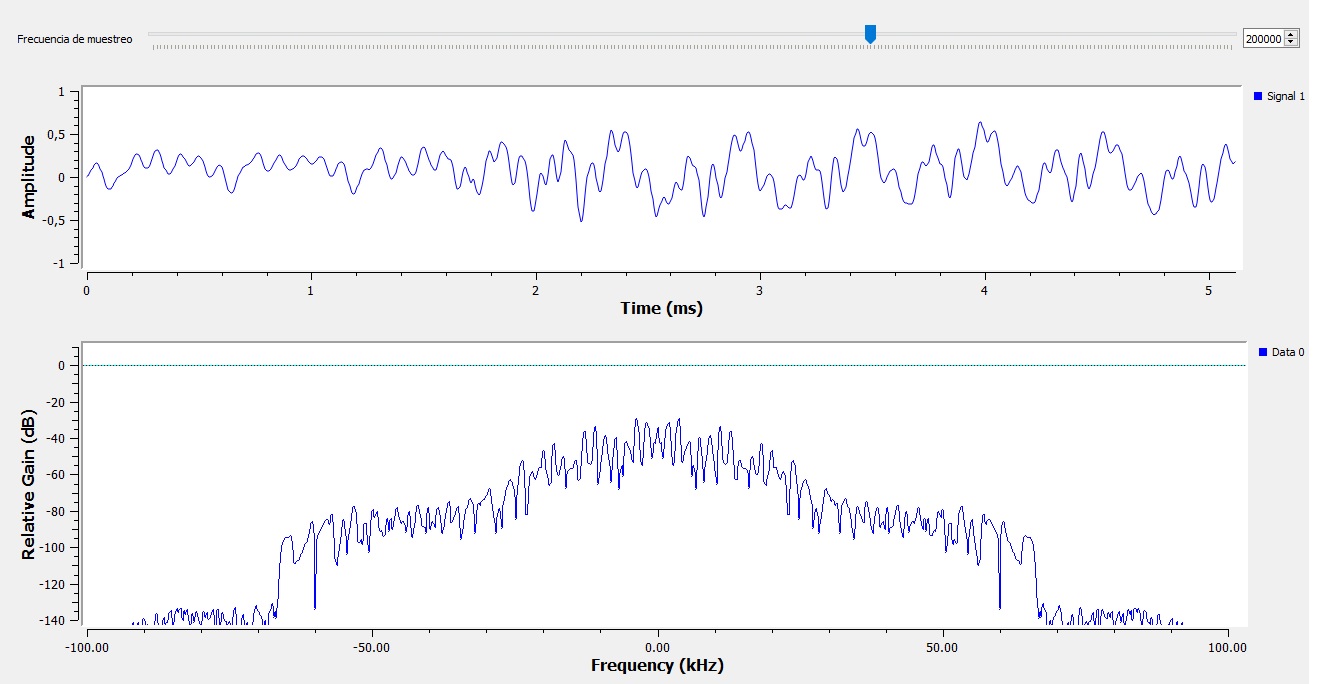 Frecuencia de muestreo
200000
1
0,5
0
-0,5
-1
Amplitude
Signal 1
0 1 2 3 4 5
Time (ms)
0
-20
-40
-60
-80
-100
-120
-140
Relative Gain (dB)
Data 0
-100.00 -50.00 0.00 50.00 100.00
Frequency (kHz)